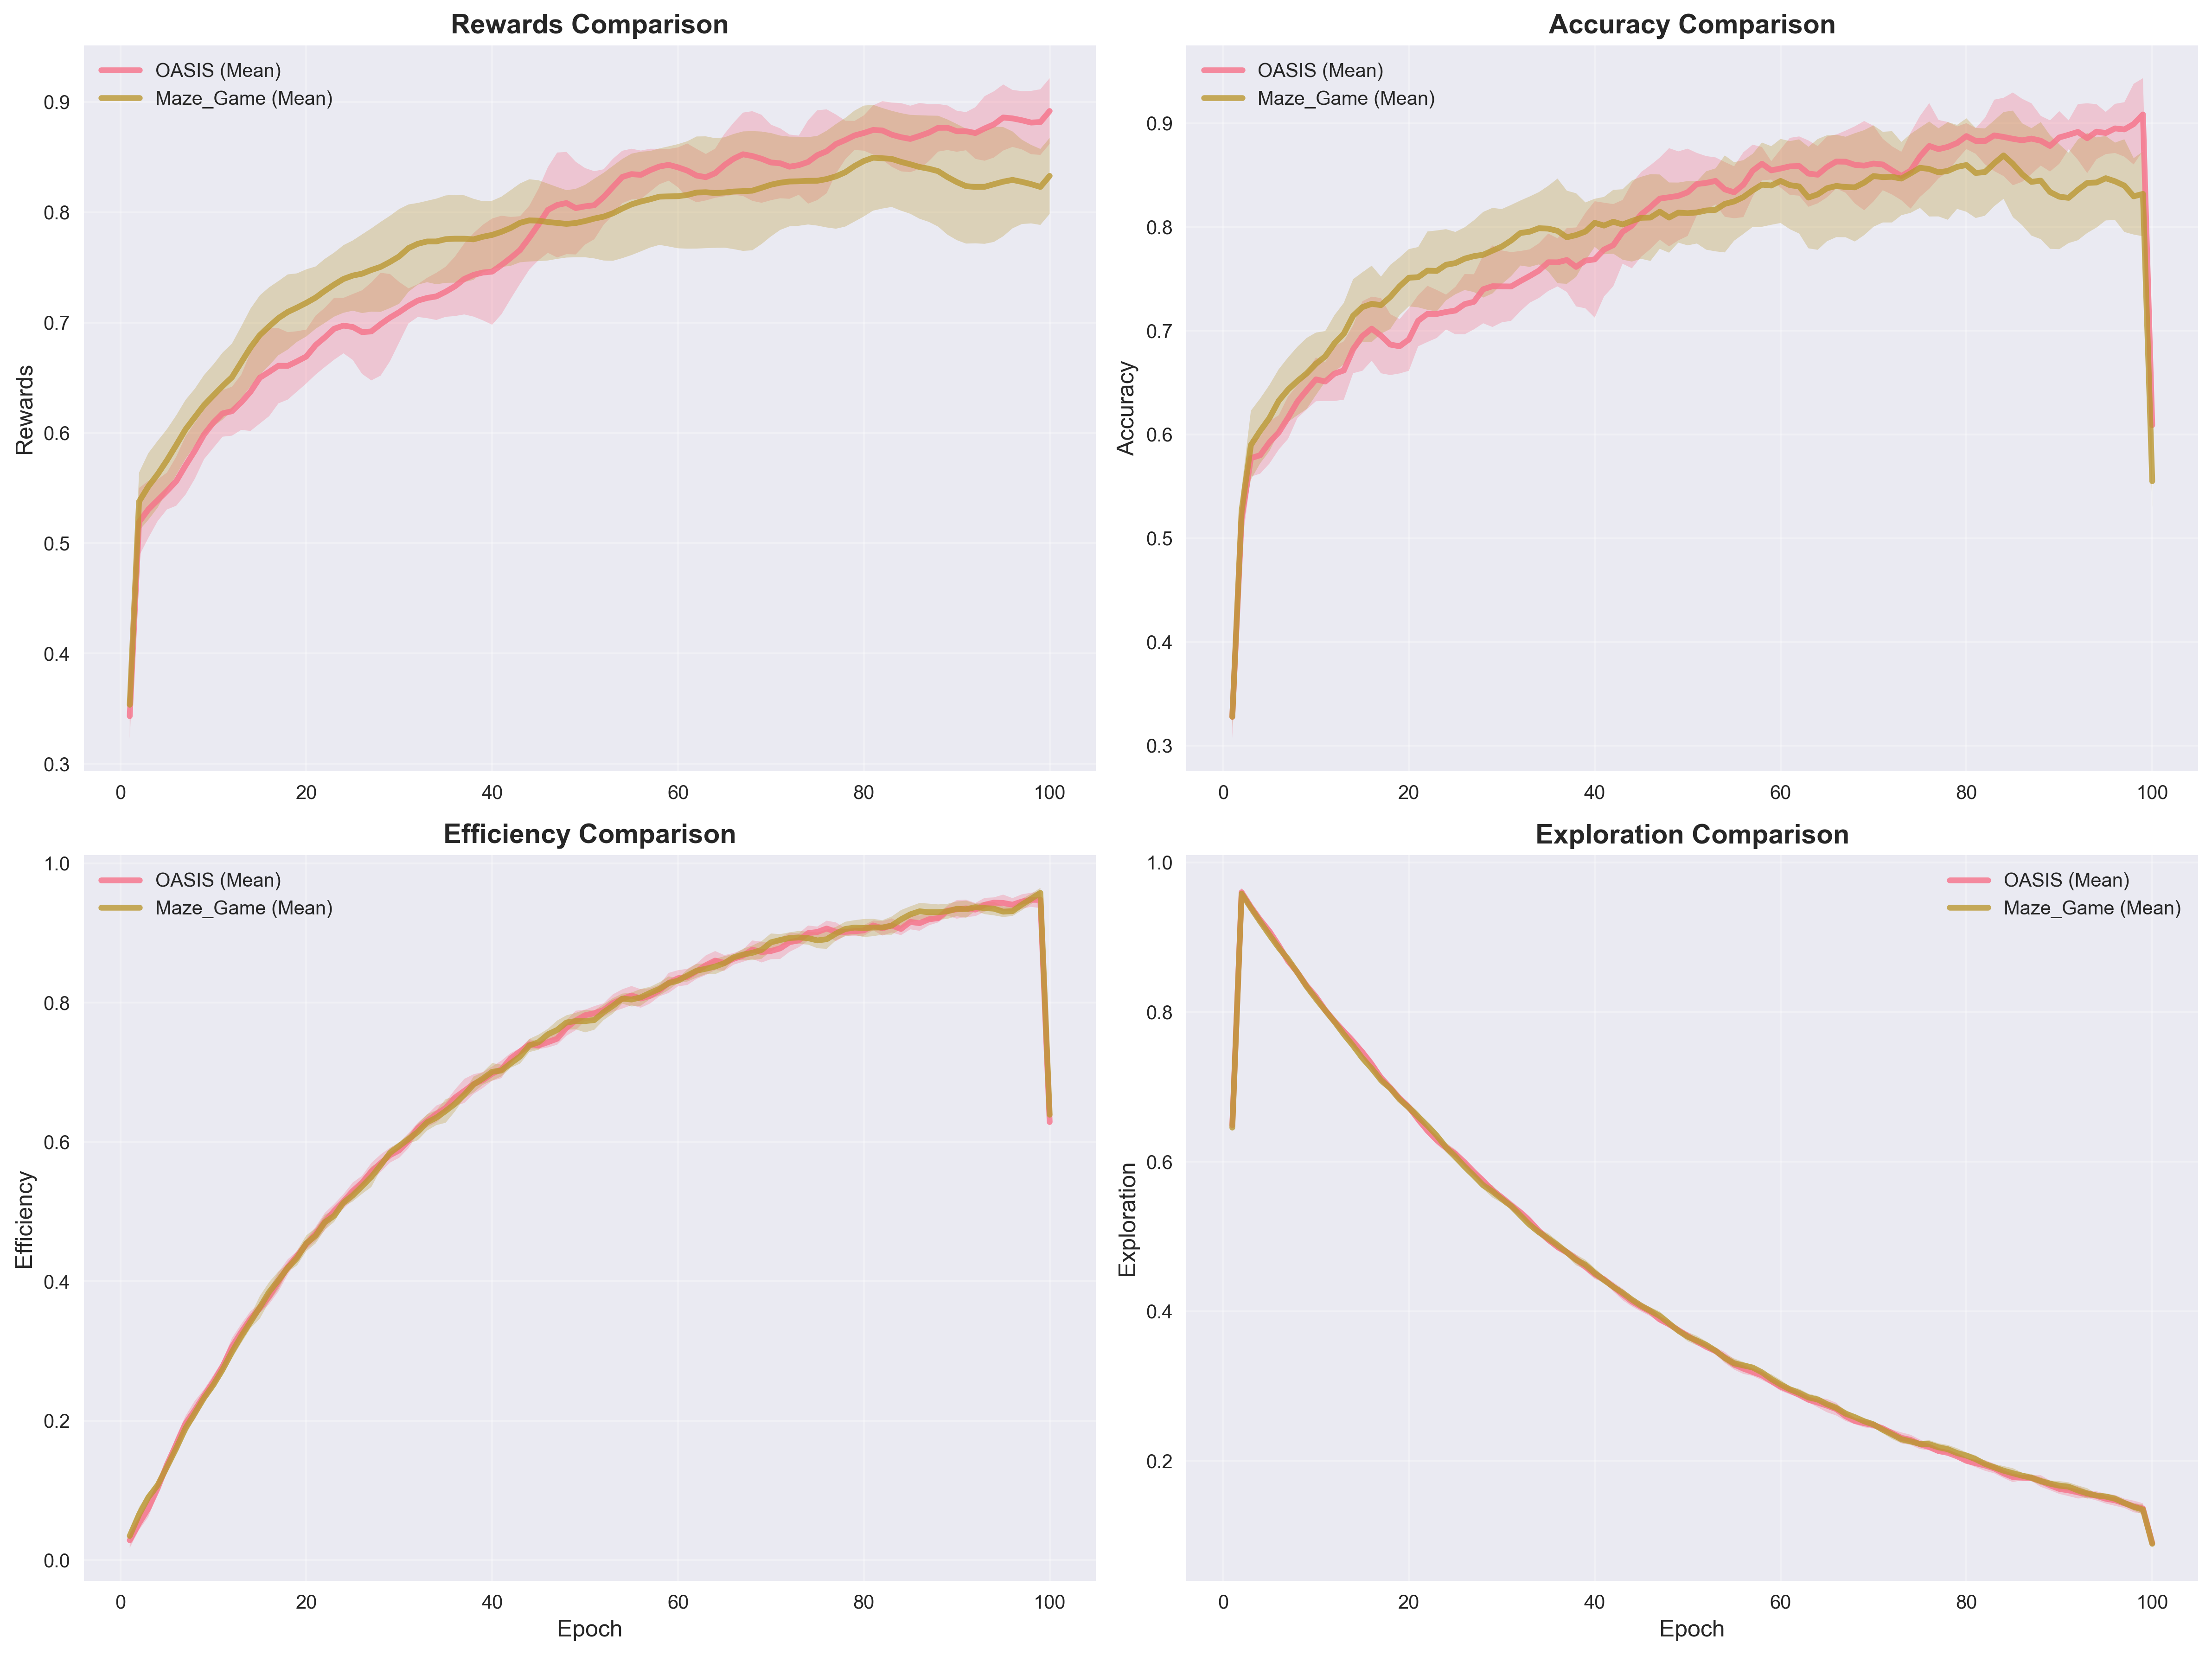 Rewards Comparison
OASIS (Mean)
Maze_Game (Mean)
Rewards
0.9
0.8
0.7
0.6
0.5
0.4
0.3
0
20
40
60
80
100
Accuracy Comparison
OASIS (Mean)
Maze_Game (Mean)
Accuracy
0.9
0.8
0.7
0.6
0.5
0.4
0.3
0
20
40
60
80
100
Efficiency Comparison
OASIS (Mean)
Maze_Game (Mean)
Efficiency
1.0
0.8
0.6
0.4
0.2
0.0
0
20
40
60
80
100
Epoch
Exploration Comparison
OASIS (Mean)
Maze_Game (Mean)
Exploration
1.0
0.8
0.6
0.4
0.2
0
20
40
60
80
100
Epoch